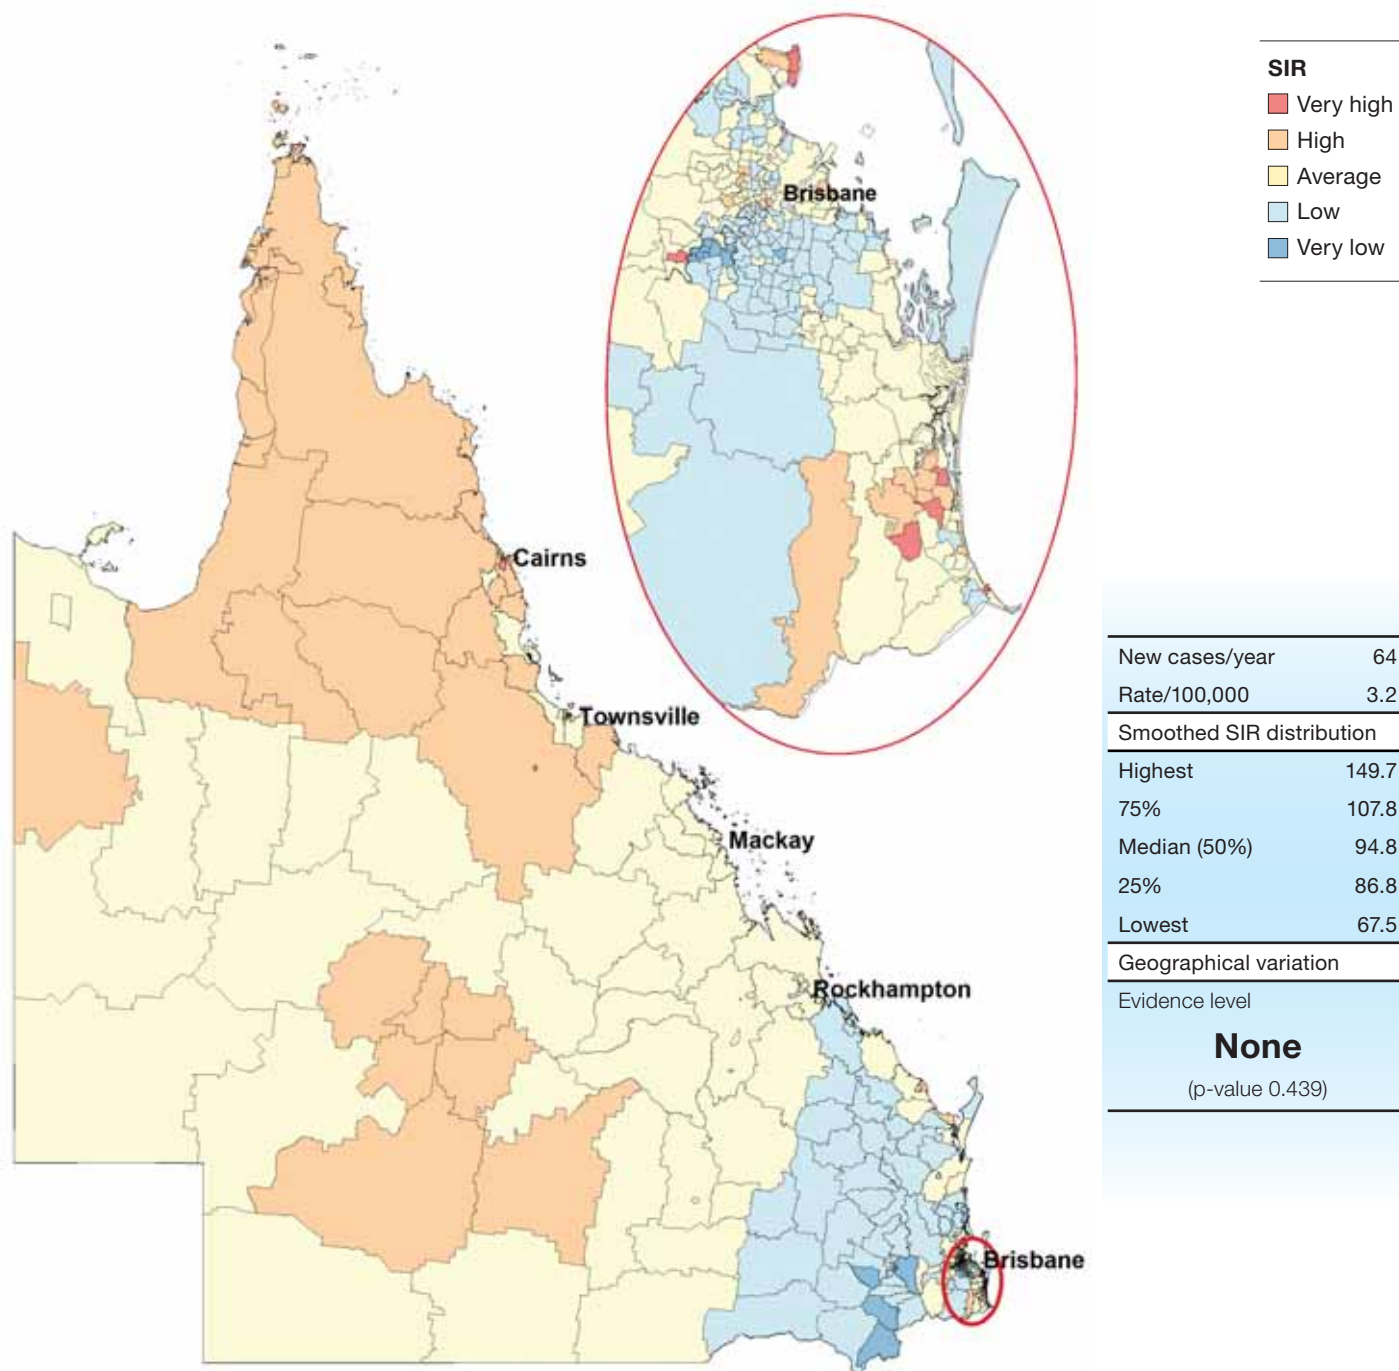 SIR
Very high
High
Average
Low
Very low
Brisbane
Cairns
Townsville
Mackay
Rockhampton
Brisbane
New cases/year 64
Rate/100,000 3.2
Smoothed SIR distribution
Highest 149.7
75% 107.8
Median (50%) 94.8
25% 86.8
Lowest 67.5
Geographical variation
Evidence level
None
(p-value 0.439)